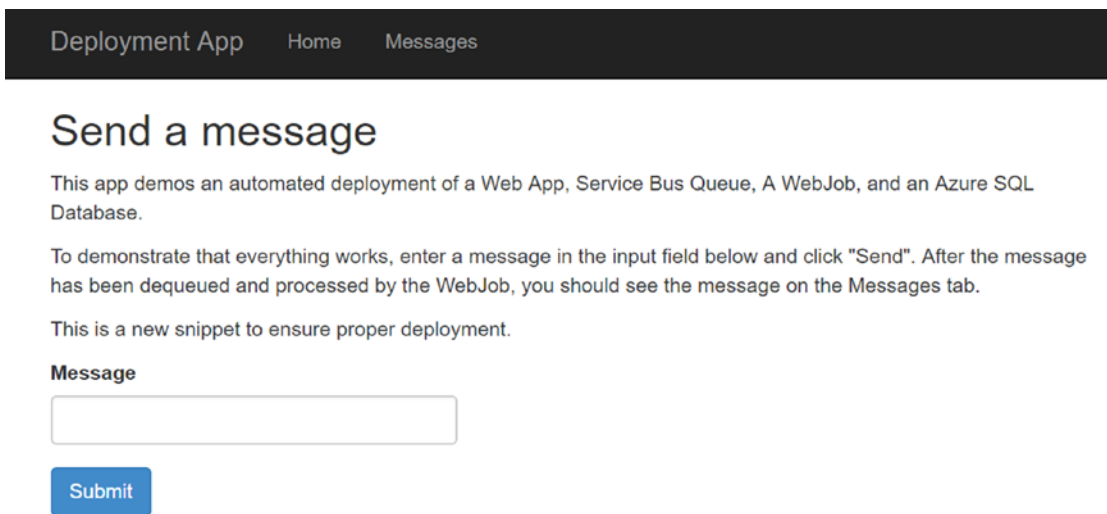 Deployment App Home Messages
Send a message
This app demos an automated deployment of a Web App, Service Bus Queue, A WebJob, and an Azure SQL
Database.
To demonstrate that everything works, enter a message in the input field below and click "Send". After the message
has been dequeued and processed by the WebJob, you should see the message on the Messages tab.
This is a new snippet to ensure proper deployment.
Message
Submit